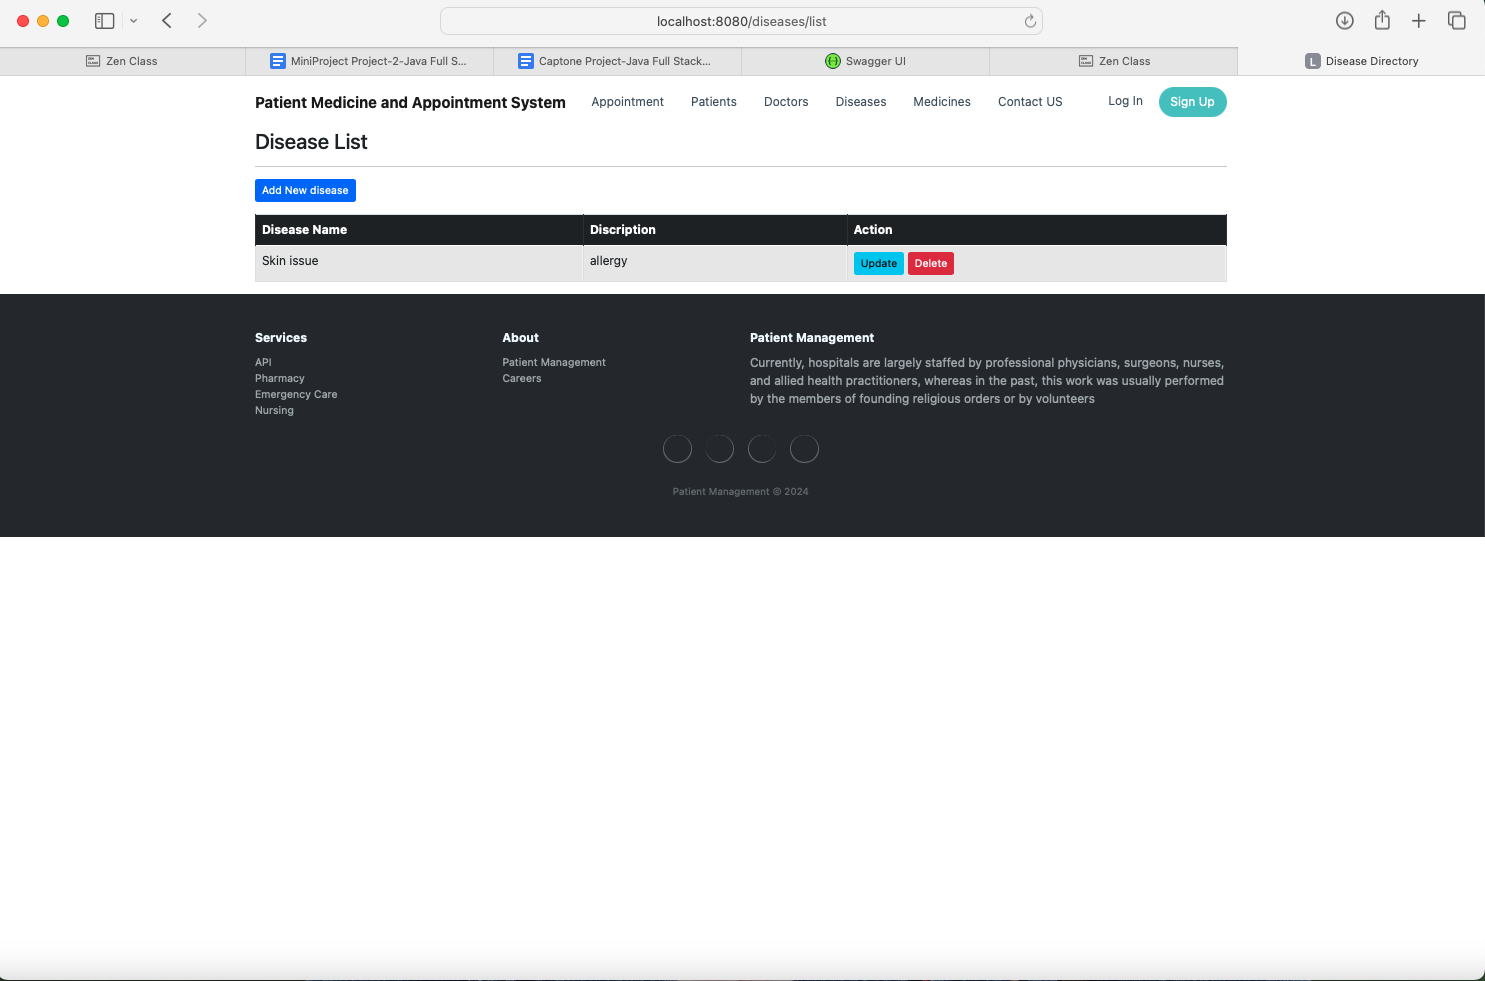 localhost:8080/diseases/list
Zen Class
MiniProject Project-2-Java Full S...
Captone Project-Java Full Stack...
Swagger UI
Zen Class
L Disease Directory
Patient Medicine and Appointment System
Appointment
Patients
Doctors
Diseases
Medicines
Contact US
Log In
Sign Up
Disease List
Add New disease
Disease Name
Discription
Action
Skin issue
allergy
Update
Delete
Services
API
Pharmacy
Emergency Care
Nursing
About
Patient Management
Careers
Patient Management
Currently, hospitals are largely staffed by professional physicians, surgeons, nurses,
and allied health practitioners, whereas in the past, this work was usually performed
by the members of founding religious orders or by volunteers
Patient Management © 2024